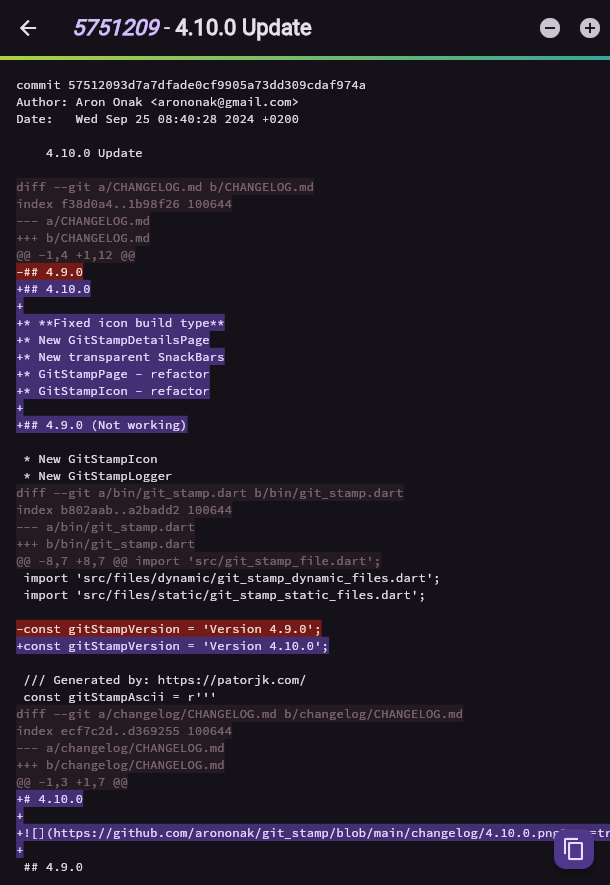 5751209 - 4.10.0 Update
commit 57512093d7a7dfade0cf9905a73dd309cdaf974a
Author: Aron Onak <arononak@gmail.com>
Date:   Wed Sep 25 08:40:28 2024 +0200
4.10.0 Update
diff --git a/CHANGELOG.md b/CHANGELOG.md
index f38d0a4..1b98f26 100644
--- a/CHANGELOG.md
+++ b/CHANGELOG.md
@@ -1,4 +1,12 @@
-## 4.9.0
+## 4.10.0
+
+* **Fixed icon build type**
+* New GitStampDetailsPage
+* New transparent SnackBars
+* GitStampPage - refactor
+* GitStampIcon - refactor
+
+## 4.9.0 (Not working)
* New GitStampIcon
* New GitStampLogger
diff --git a/bin/git_stamp.dart b/bin/git_stamp.dart
index b802aab..a2badd2 100644
--- a/bin/git_stamp.dart
+++ b/bin/git_stamp.dart
@@ -8,7 +8,7 @@ import 'src/git_stamp_file.dart';
import 'src/files/dynamic/git_stamp_dynamic_files.dart';
import 'src/files/static/git_stamp_static_files.dart';
-const gitStampVersion = 'Version 4.9.0';
+const gitStampVersion = 'Version 4.10.0';
/// Generated by: https://patorjk.com/
const gitStampAscii = r'''
diff --git a/changelog/CHANGELOG.md b/changelog/CHANGELOG.md
index ecf7c2d..d369255 100644
--- a/changelog/CHANGELOG.md
+++ b/changelog/CHANGELOG.md
@@ -1,3 +1,7 @@
+# 4.10.0
+
+![](https://github.com/arononak/git_stamp/blob/main/changelog/4.10.0.png
+
## 4.9.0